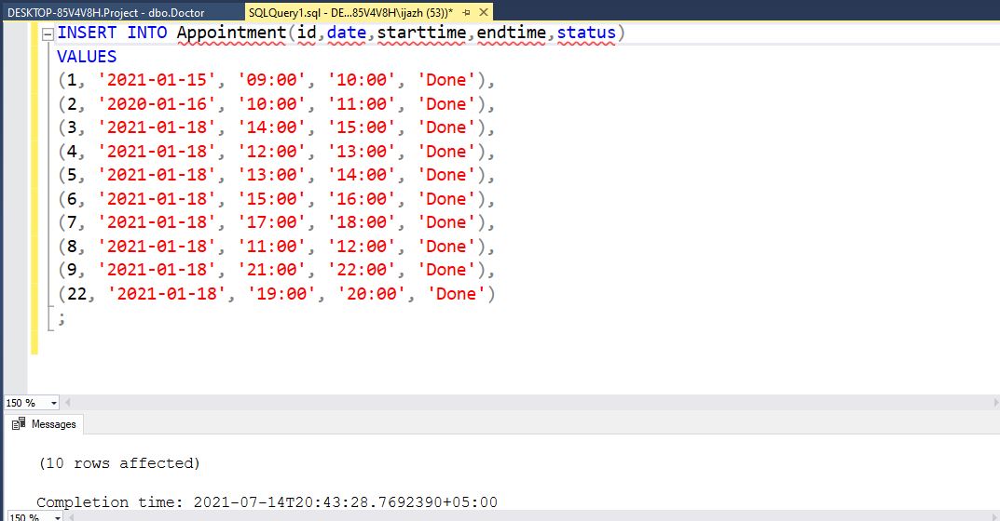 DESKTOP-85V4V8H.Project - dbo.Doctor
SQLQuery1.sql - DE...85V4V8H\ijazh (53))*
INSERT INTO Appointment(id,date,starttime,endtime,status)
VALUES
(1, '2021-01-15', '09:00', '10:00', 'Done'),
(2, '2020-01-16', '10:00', '11:00', 'Done'),
(3, '2021-01-18', '14:00', '15:00', 'Done'),
(4, '2021-01-18', '12:00', '13:00', 'Done'),
(5, '2021-01-18', '13:00', '14:00', 'Done'),
(6, '2021-01-18', '15:00', '16:00', 'Done'),
(7, '2021-01-18', '17:00', '18:00', 'Done'),
(8, '2021-01-18', '11:00', '12:00', 'Done'),
(9, '2021-01-18', '21:00', '22:00', 'Done'),
(22, '2021-01-18', '19:00', '20:00', 'Done')
;
150 %
Messages
(10 rows affected)
Completion time: 2021-07-14T20:43:28.7692390+05:00
150 %